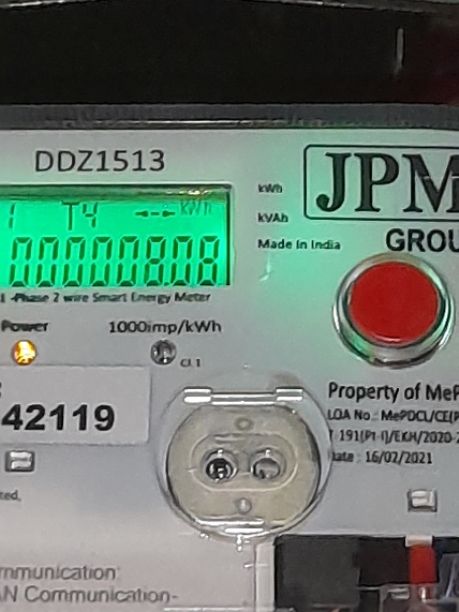 DDZ1513
JPM
GROU
kWh
kVAh
Made in India
T4 kWh
00000808
1 -Phase 2 wire Smart Energy Meter
Power
1000imp/kWh
Cl.1
42119
Property of MeP
LOA No.: MePDCL/CE(P
T 191(Pt-I)/EKH/2020-2
Date : 16/02/2021
mmunication:
AN Communication-